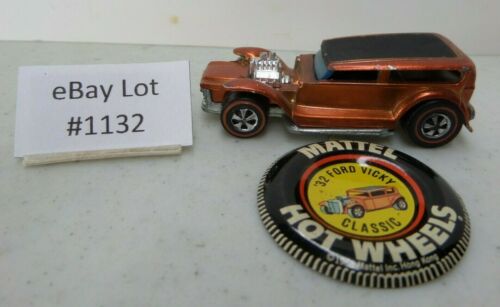 eBay Lot
#1132
MATTEL
'32 FORD VICKY
CLASSIC
HOT WHEELS
Mattel Inc. Hong Kong